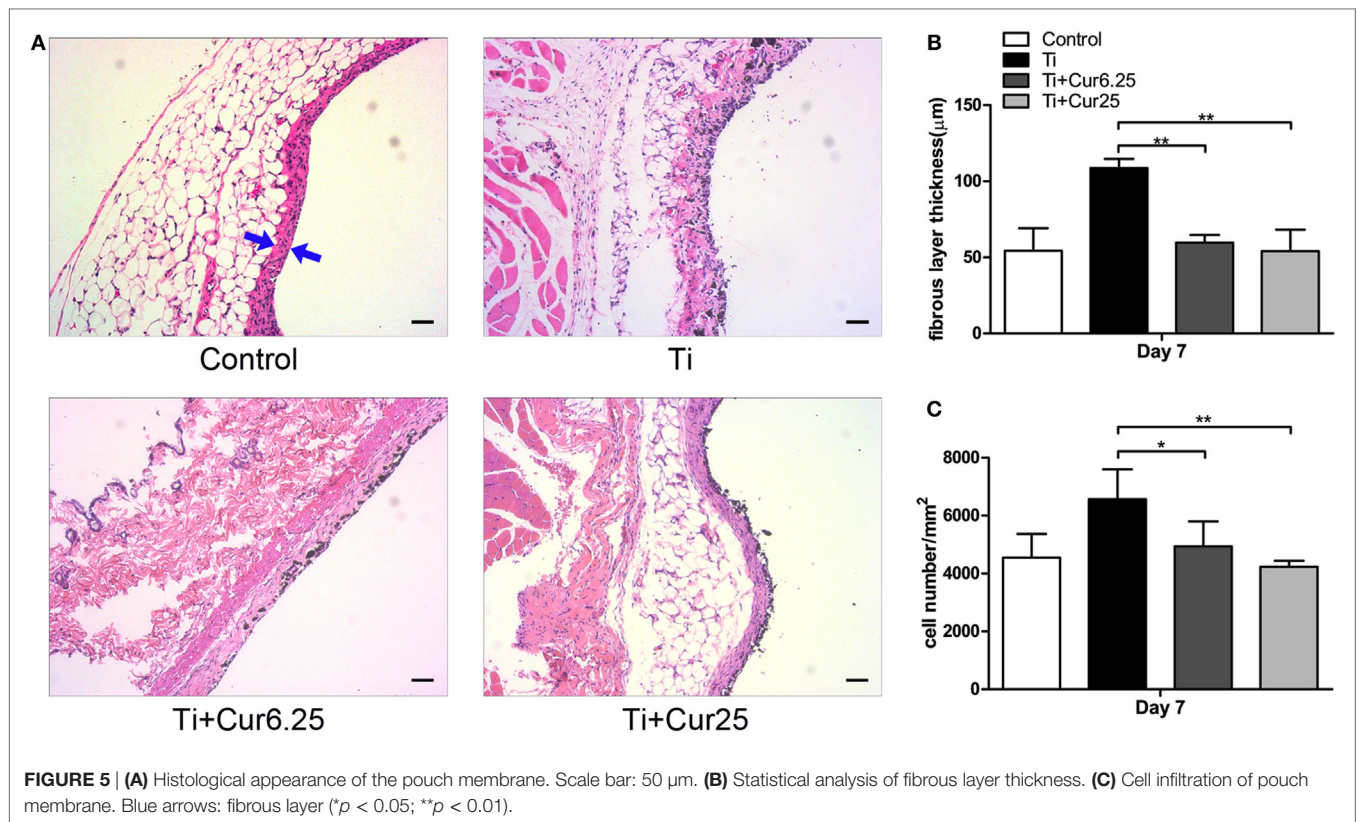 A
Control
Ti
Ti+Cur6.25
Ti+Cur25
B
Control
Ti
Ti+Cur6.25
Ti+Cur25
fibrous layer thickness(μm)
150
100
50
0
**
**
Day 7
C
cell number/mm²
8000
6000
4000
2000
0
**
*
Day 7
FIGURE 5 | (A) Histological appearance of the pouch membrane. Scale bar: 50 μm. (B) Statistical analysis of fibrous layer thickness. (C) Cell infiltration of pouch
membrane. Blue arrows: fibrous layer (*p < 0.05; **p < 0.01).